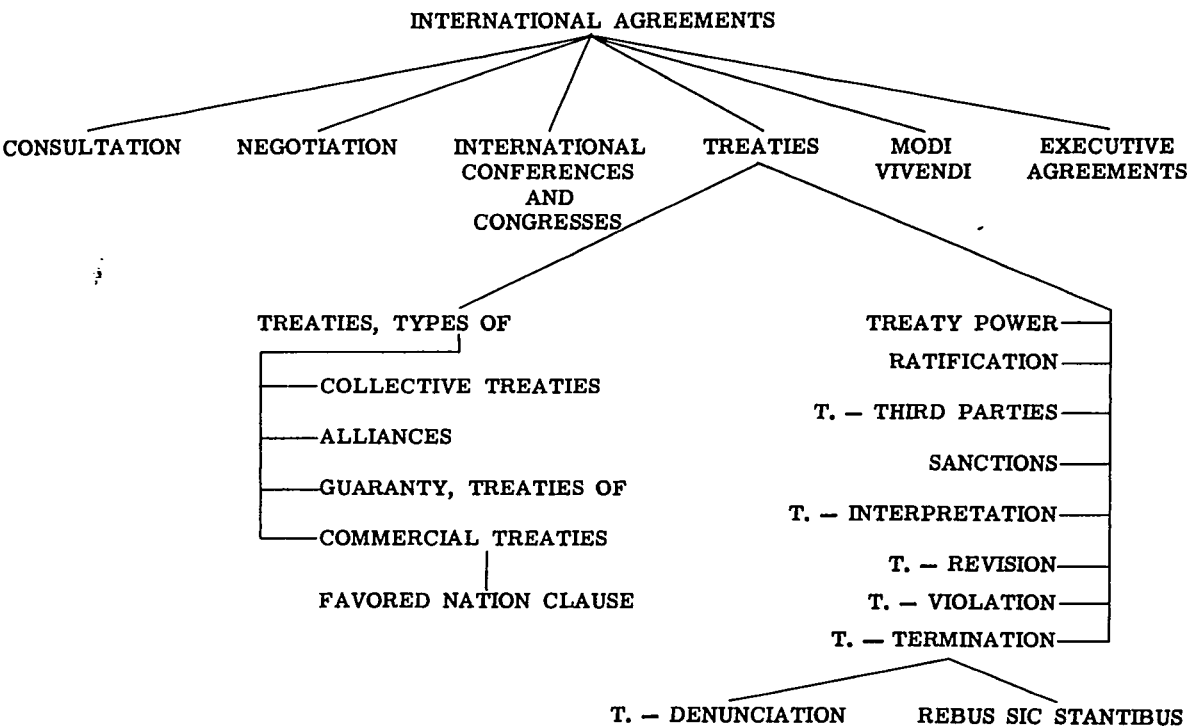 INTERNATIONAL AGREEMENTS
CONSULTATION
NEGOTIATION
INTERNATIONAL
CONFERENCES
AND
CONGRESSES
TREATIES
MODI
VIVENDI
EXECUTIVE
AGREEMENTS
TREATIES, TYPES OF
COLLECTIVE TREATIES
ALLIANCES
GUARANTY, TREATIES OF
COMMERCIAL TREATIES
FAVORED NATION CLAUSE
TREATY POWER
RATIFICATION
T. — THIRD PARTIES
SANCTIONS
T. — INTERPRETATION
T. — REVISION
T. — VIOLATION
T. — TERMINATION
T. — DENUNCIATION
REBUS SIC STANTIBUS